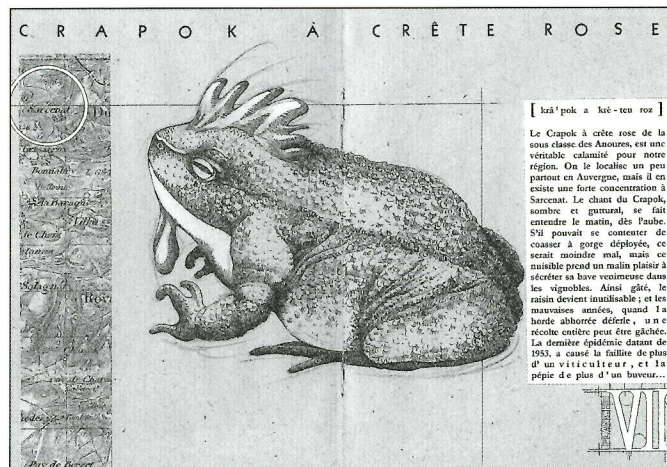 CRAPOK À CRÊTE ROSE
Sarcenat
[ krâ' pok a krè - teu roz ]
Le Crapok à crête rose de la
sous classe des Anoures, est une
véritable calamité pour notre
région. On le localise un peu
partout en Auvergne, mais il en
existe une forte concentration à
Sarcenat. Le chant du Crapok,
sombre et guttural, se fait
entendre le matin, dès l'aube.
S'il pouvait se contenter de
coasser à gorge déployée, ce
serait moindre mal, mais ce
nuisible prend un malin plaisir à
sécréter sa bave venimeuse dans
les vignobles. Ainsi gâté, le
raisin devient inutilisable ; et les
mauvaises années, quand la
horde abhorrée déferle, une
récolte entière peut être gâchée.
La dernière épidémic datant de
1953, a causé la faillite de plus
d' un viticulteur, et la
pépie de plus d'un buveur...